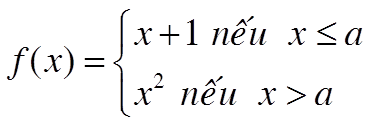 f(x) = { x + 1 nếu x ≤ a
x² nếu x > a